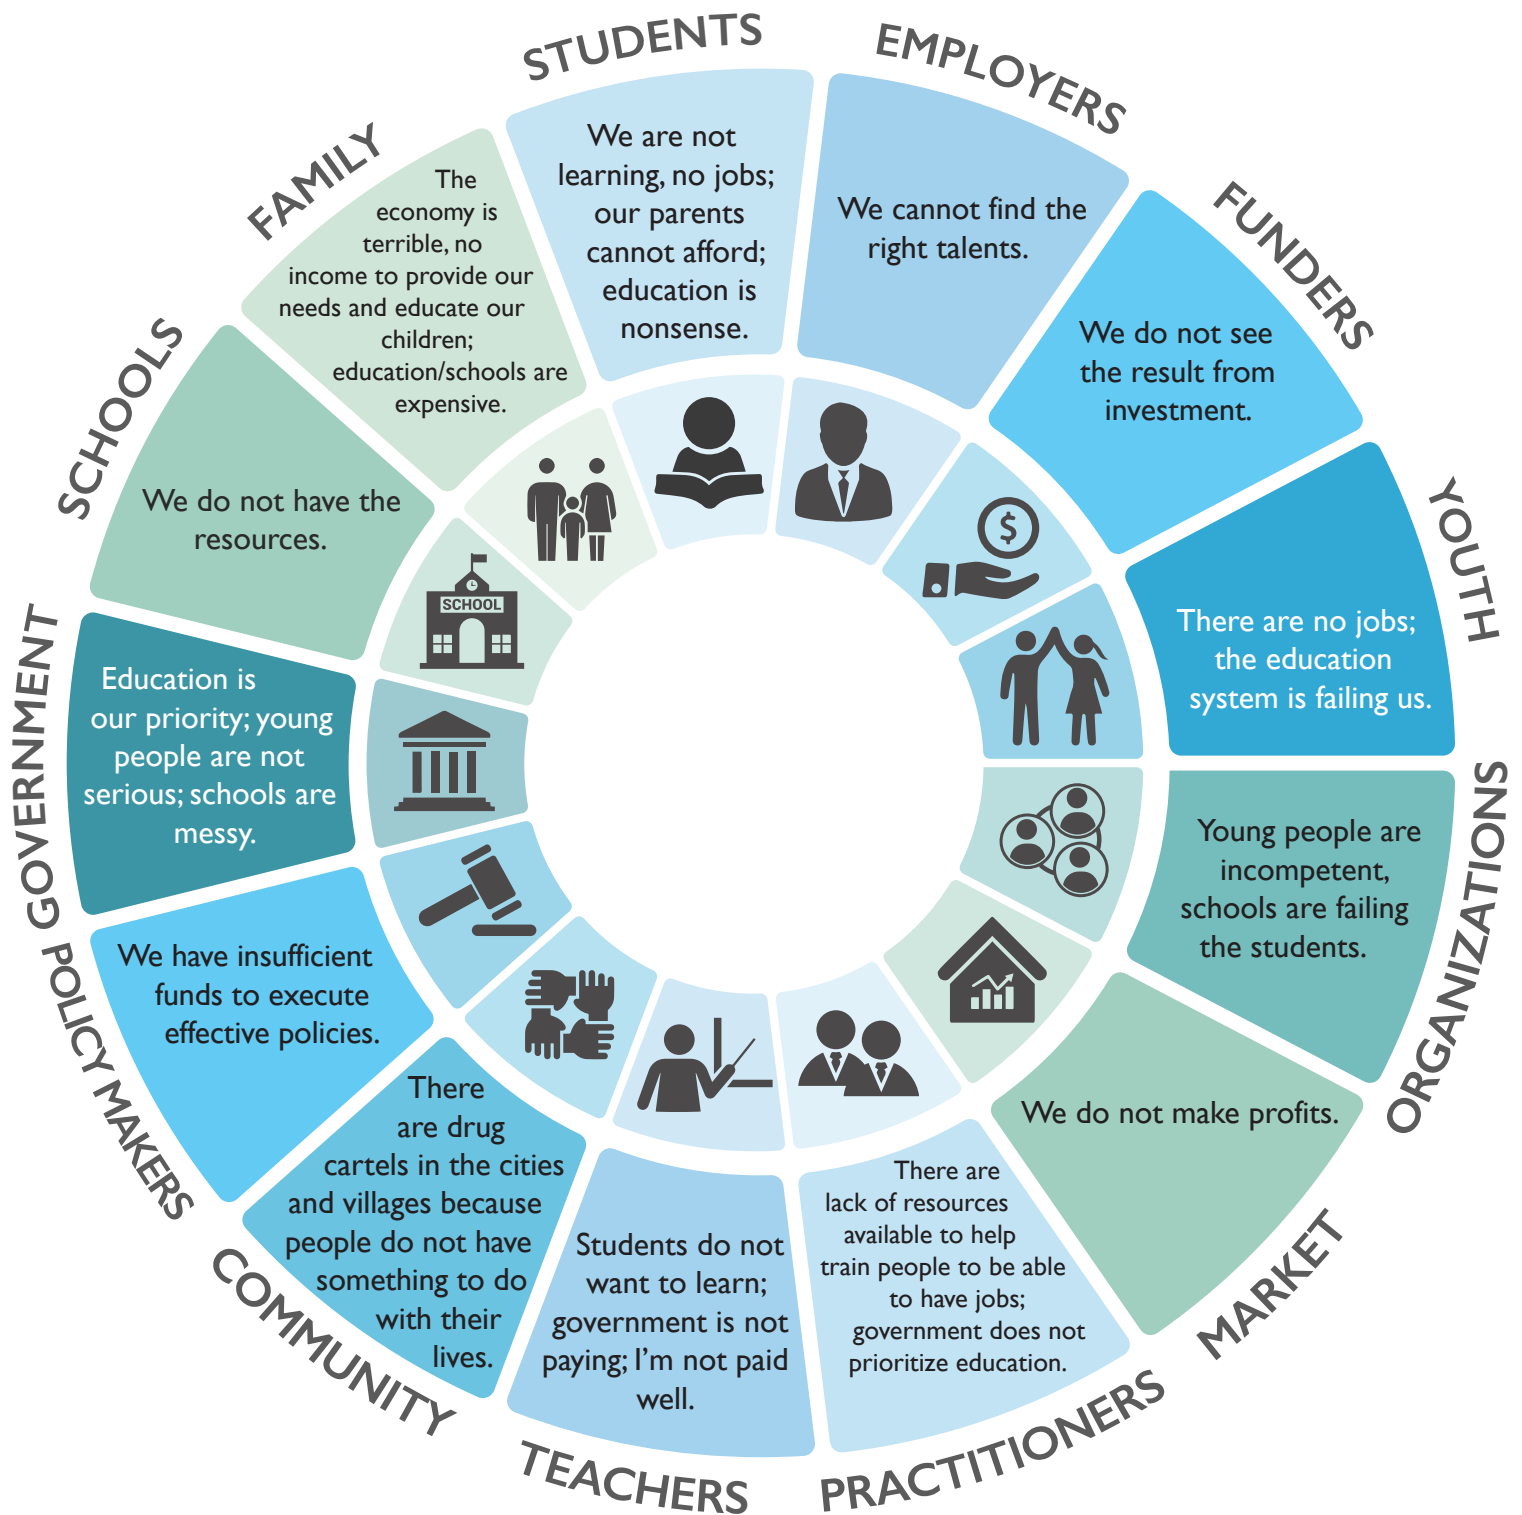 STUDENTS
We are not
learning, no jobs;
our parents
cannot afford;
education is
nonsense.
EMPLOYERS
We cannot find the
right talents.
FUNDERS
We do not see
the result from
investment.
YOUTH
There are no jobs;
the education
system is failing us.
ORGANIZATIONS
Young people are
incompetent,
schools are failing
the students.
MARKET
We do not make profits.
PRACTITIONERS
There are
lack of resources
available to help
train people to be able
to have jobs;
government does not
prioritize education.
TEACHERS
Students do not
want to learn;
government is not
paying; I’m not paid
well.
COMMUNITY
There
are drug
cartels in the cities
and villages because
people do not have
something to do
with their
lives.
POLICY MAKERS
We have insufficient
funds to execute
effective policies.
GOVERNMENT
Education is
our priority; young
people are not
serious; schools are
messy.
SCHOOLS
We do not have the
resources.
SCHOOL
FAMILY
The
economy is
terrible, no
income to provide our
needs and educate our
children;
education/schools are
expensive.
$